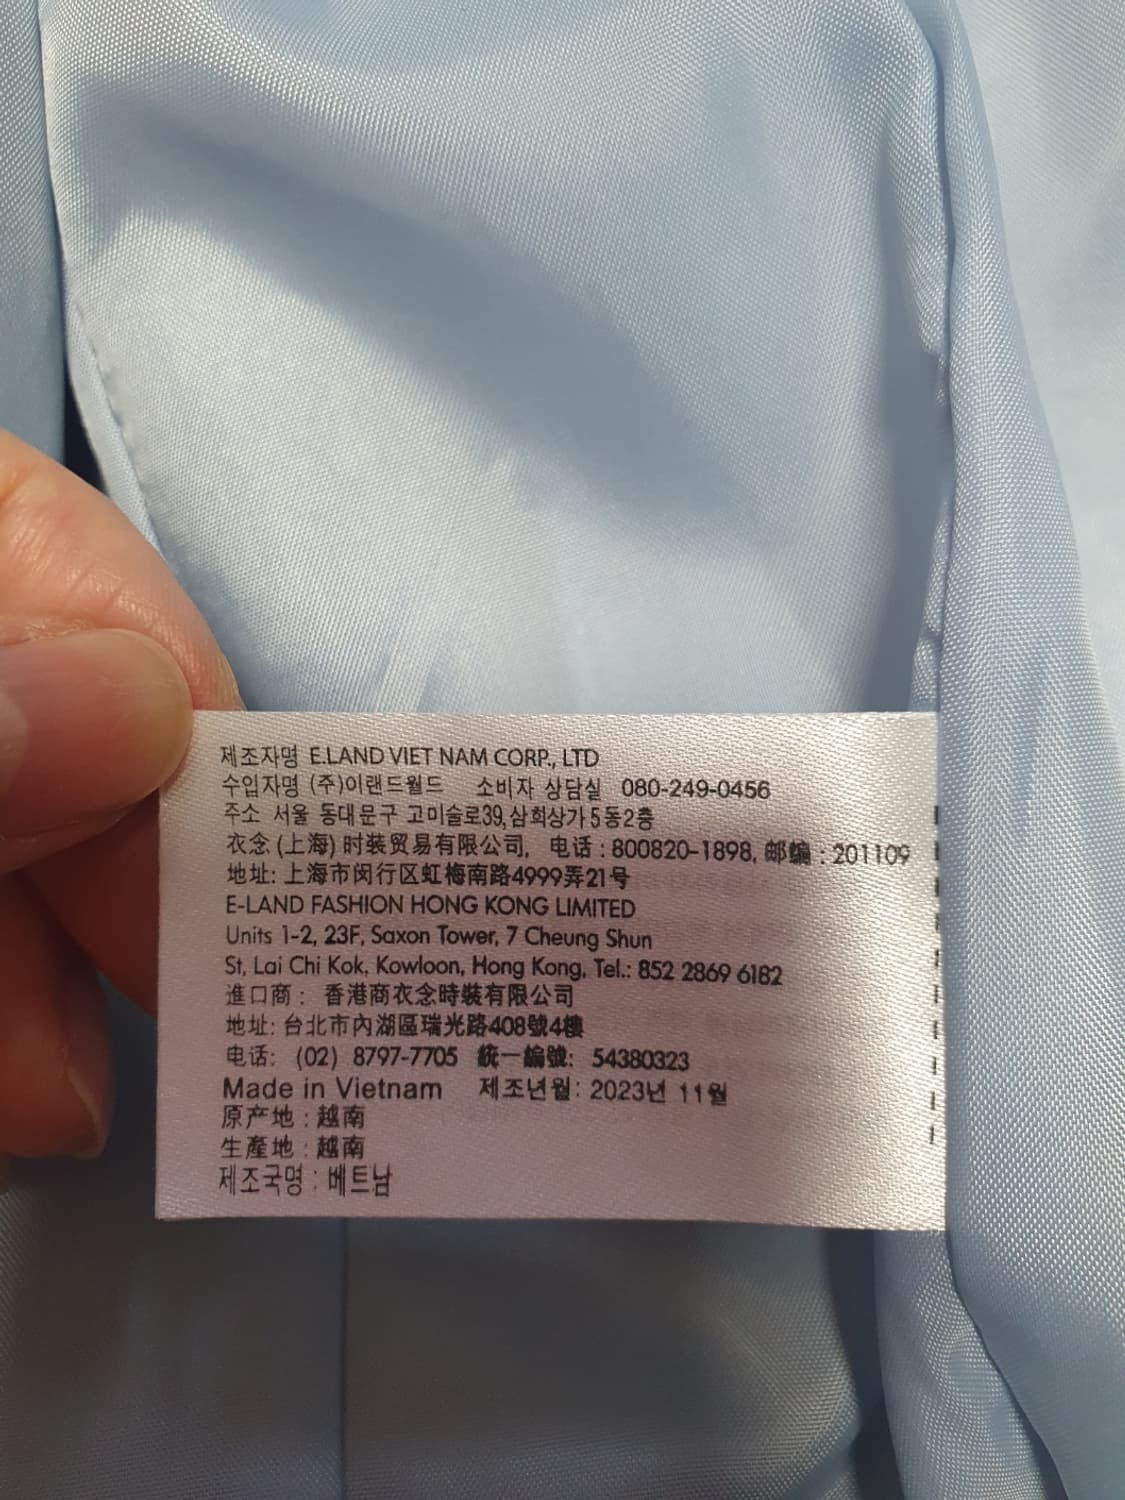 제조자명 E.LAND VIET NAM CORP., LTD
수입자명 (주)이랜드월드 소비자 상담실 080-249-0456
주소 서울 동대문구 고미술로39,삼희상가5동2층
衣念 (上海) 时装贸易有限公司, 电话 : 800820-1898, 邮编 : 201109
地址: 上海市闵行区虹梅南路4999弄21号
E-LAND FASHION HONG KONG LIMITED
Units 1-2, 23F, Saxon Tower, 7 Cheung Shun
St, Lai Chi Kok, Kowloon, Hong Kong, Tel.: 852 2869 6182
進口商 : 香港商衣念時裝有限公司
地址: 台北市內湖區瑞光路408號4樓
电话: (02) 8797-7705 統一編號: 54380323
Made in Vietnam 제조년월: 2023년 11월
原产地 : 越南
生產地 : 越南
제조국명 : 베트남